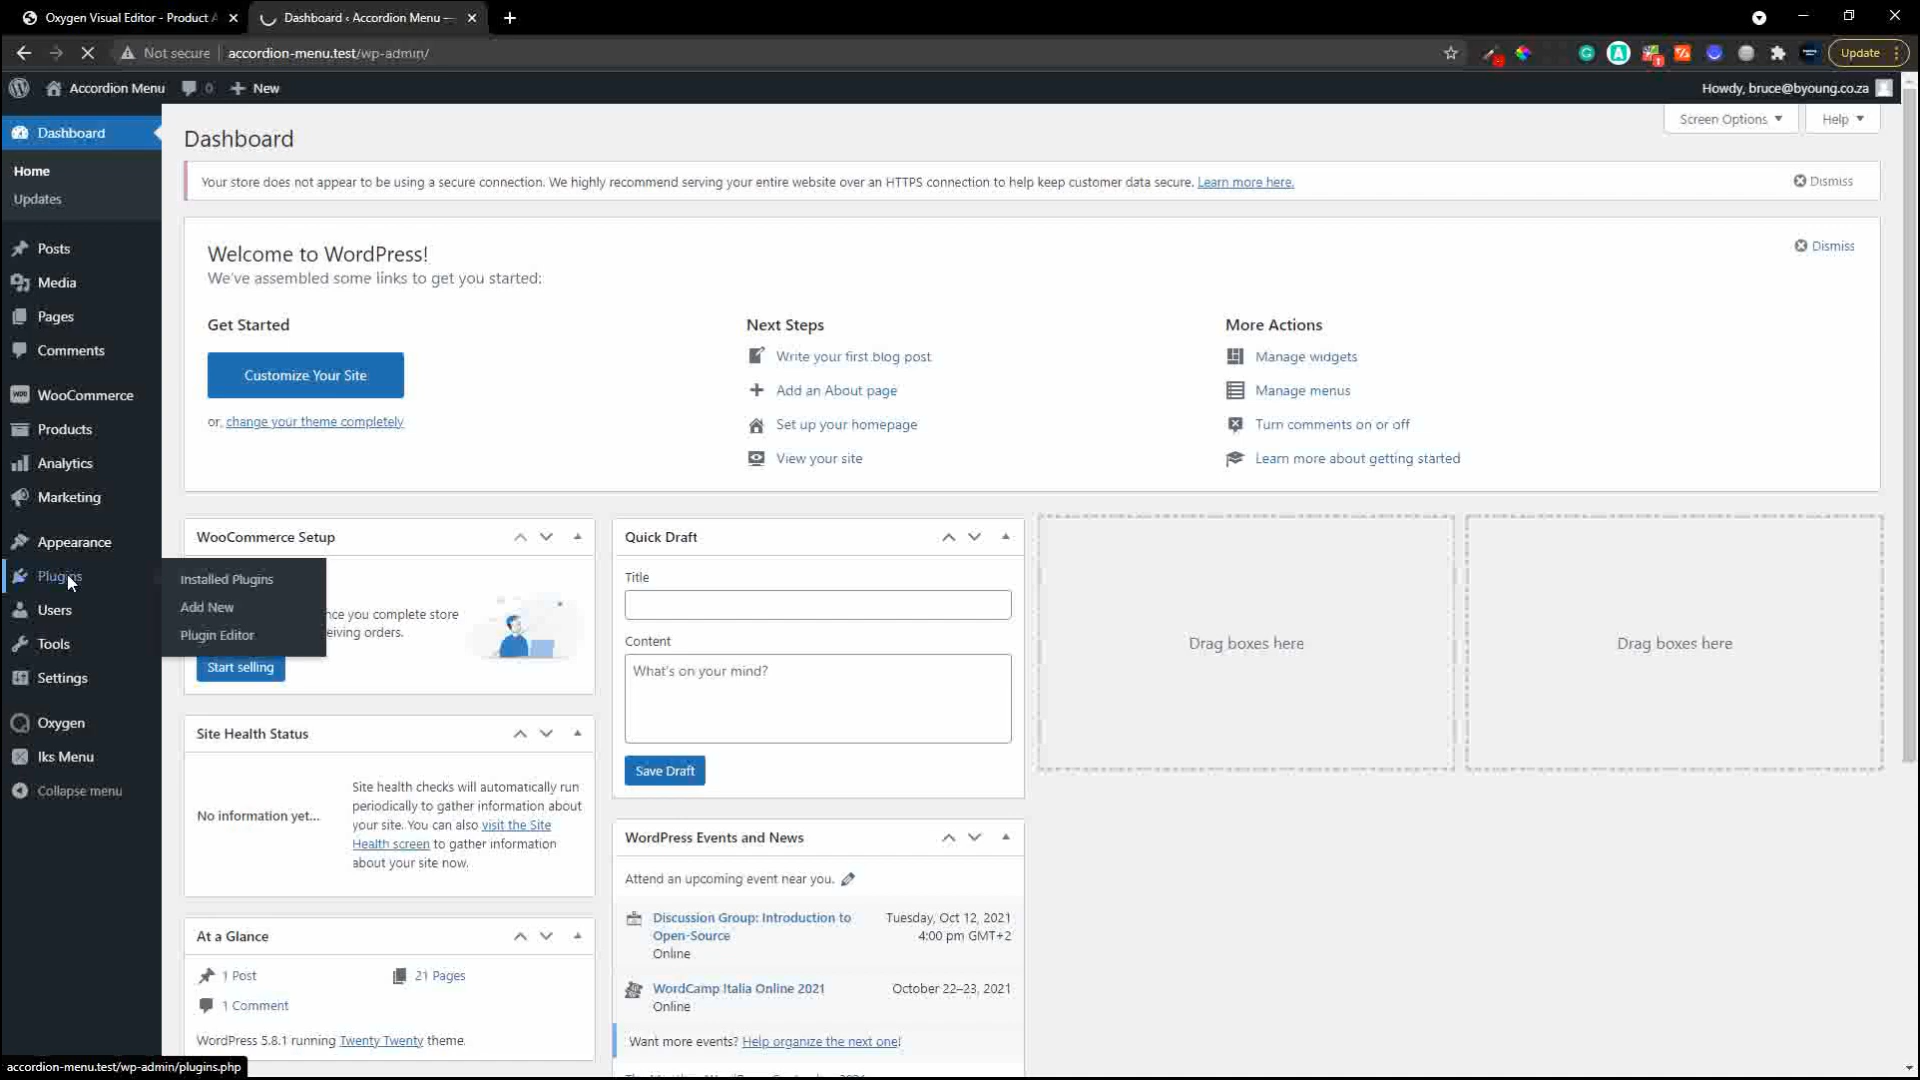 Oxygen Visual Editor - Product A
Dashboard ‹ Accordion Menu —
Not secure
accordion-menu.test/wp-admin/
Update
Accordion Menu
0
New
Howdy, bruce@byoung.co.za
Dashboard
Home
Updates
Posts
Media
Pages
Comments
WooCommerce
Products
Analytics
Marketing
Appearance
Plugins
Users
Tools
Settings
Oxygen
Iks Menu
Collapse menu
Installed Plugins
Add New
Plugin Editor
Dashboard
Screen Options
Help
Your store does not appear to be using a secure connection. We highly recommend serving your entire website over an HTTPS connection to help keep customer data secure. Learn more here.
Dismiss
Welcome to WordPress!
We've assembled some links to get you started:
Dismiss
Get Started
Customize Your Site
or, change your theme completely
Next Steps
Write your first blog post
Add an About page
Set up your homepage
View your site
More Actions
Manage widgets
Manage menus
Turn comments on or off
Learn more about getting started
WooCommerce Setup
you complete store
orders.
Start selling
Site Health Status
No information yet...
Site health checks will automatically run
periodically to gather information about
your site. You can also visit the Site
Health screen to gather information
about your site now.
At a Glance
1 Post
21 Pages
1 Comment
WordPress 5.8.1 running Twenty Twenty theme.
Quick Draft
Title
Content
What's on your mind?
Save Draft
WordPress Events and News
Attend an upcoming event near you.
Discussion Group: Introduction to
Open-Source
Online
Tuesday, Oct 12, 2021
4:00 pm GMT+2
WordCamp Italia Online 2021
Online
October 22–23, 2021
Want more events? Help organize the next one!
Drag boxes here
Drag boxes here
accordion-menu.test/wp-admin/plugins.php